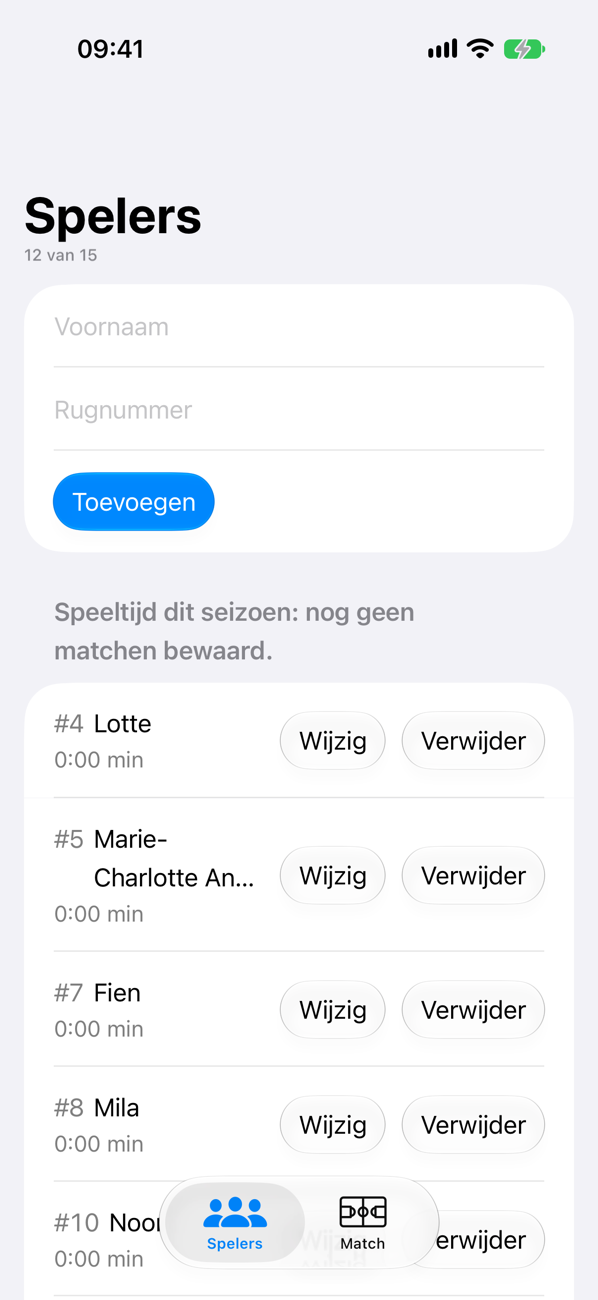 09:41
Spelers
12 van 15
Voornaam
Rugnummer
Toevoegen
Speeltijd dit seizoen: nog geen
matchen bewaard.
#4 Lotte
0:00 min
Wijzig Verwijder
#5 Marie-
Charlotte An...
0:00 min
Wijzig Verwijder
#7 Fien
0:00 min
Wijzig Verwijder
#8 Mila
0:00 min
Wijzig Verwijder
#10
0:00 min
Spelers Match